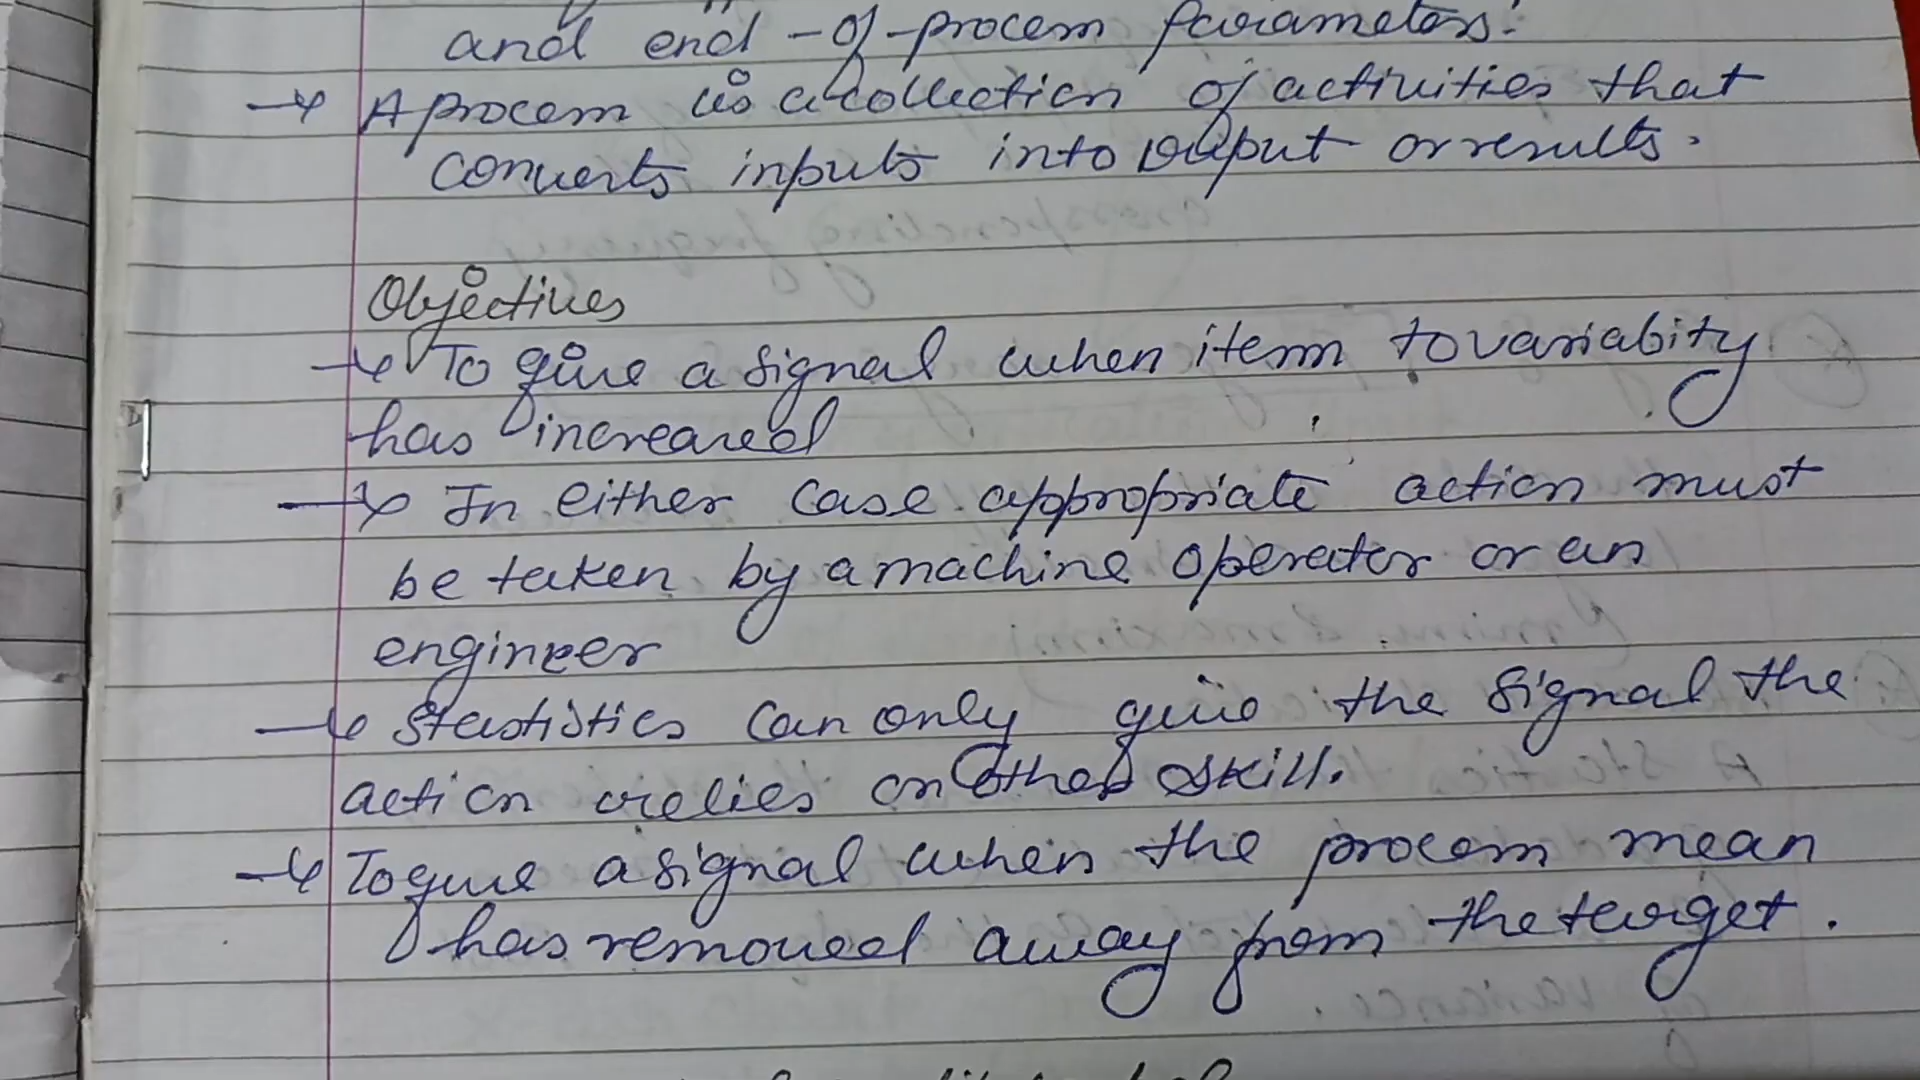 and end - of - process parameters.
→ A process is a collection of activities that
converts inputs into output or results.
Objectives
→ To give a signal when item to variabity
has increased
→ In either case appropriate action must
be taken by a machine operator or an
engineer
→ Stastistics can only give the signal the
action relies on other skill.
→ To give a signal when the process mean
has removed away from the target.